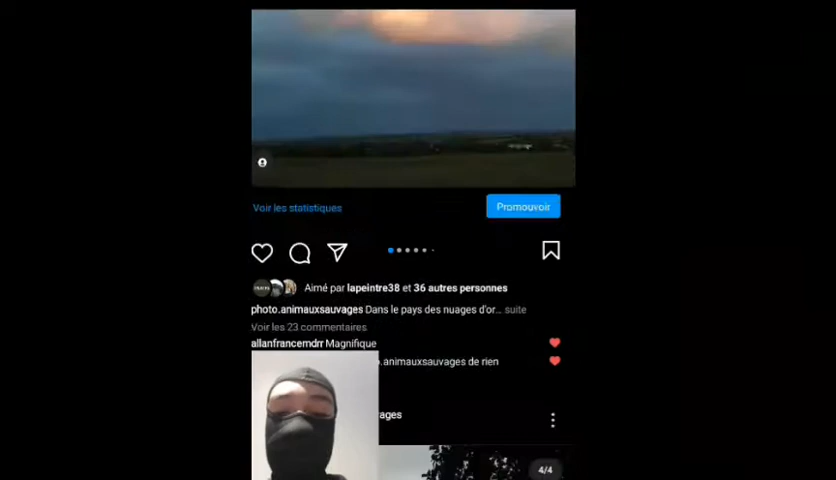 Voir les statistiques
Promouvoir
Aimé par lapeintre38 et 36 autres personnes
photo.animauxsauvages Dans le pays des nuages d'or... suite
Voir les 23 commentaires
allanfrancemdrr Magnifique
o.animauxsauvages de rien
ages
4/4